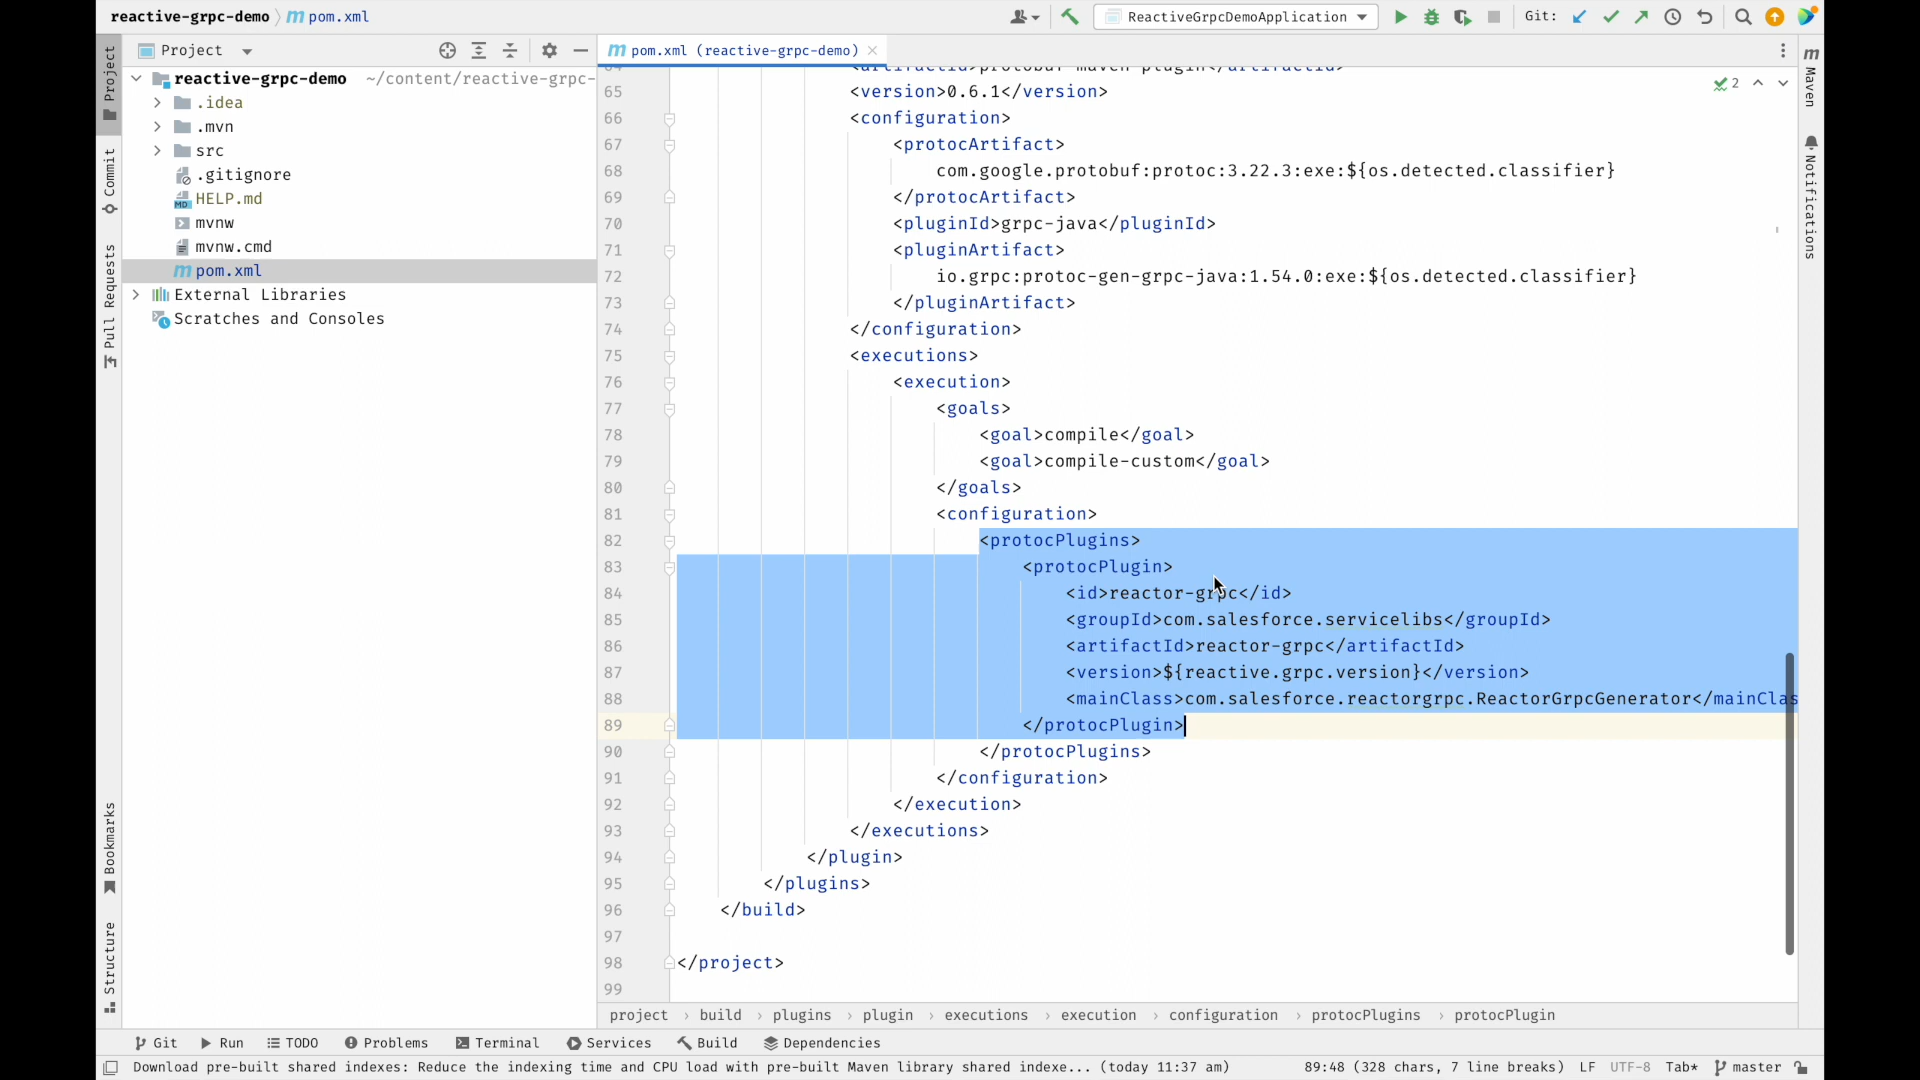 reactive-grpc-demo
pom.xml
ReactiveGrpcDemoApplication
Git:
Project
pom.xml (reactive-grpc-demo)
Project
Commit
Pull Requests
Bookmarks
Structure
Maven
Notifications
reactive-grpc-demo ~/content/reactive-grpc-
.idea
.mvn
src
.gitignore
HELP.md
mvnw
mvnw.cmd
pom.xml
External Libraries
Scratches and Consoles
2
65 <version>0.6.1</version>
66 <configuration>
67 <protocArtifact>
68 com.google.protobuf:protoc:3.22.3:exe:${os.detected.classifier}
69 </protocArtifact>
70 <pluginId>grpc-java</pluginId>
71 <pluginArtifact>
72 io.grpc:protoc-gen-grpc-java:1.54.0:exe:${os.detected.classifier}
73 </pluginArtifact>
74 </configuration>
75 <executions>
76 <execution>
77 <goals>
78 <goal>compile</goal>
79 <goal>compile-custom</goal>
80 </goals>
81 <configuration>
82 <protocPlugins>
83 <protocPlugin>
84 <id>reactor-grpc</id>
85 <groupId>com.salesforce.servicelibs</groupId>
86 <artifactId>reactor-grpc</artifactId>
87 <version>${reactive.grpc.version}</version>
88 <mainClass>com.salesforce.reactorgrpc.ReactorGrpcGenerator</mainClas
89 </protocPlugin>
90 </protocPlugins>
91 </configuration>
92 </execution>
93 </executions>
94 </plugin>
95 </plugins>
96 </build>
97
98 </project>
99
project › build › plugins › plugin › executions › execution › configuration › protocPlugins › protocPlugin
Git Run TODO Problems Terminal Services Build Dependencies
Download pre-built shared indexes: Reduce the indexing time and CPU load with pre-built Maven library shared indexe... (today 11:37 am) 89:48 (328 chars, 7 line breaks) LF UTF-8 Tab* master